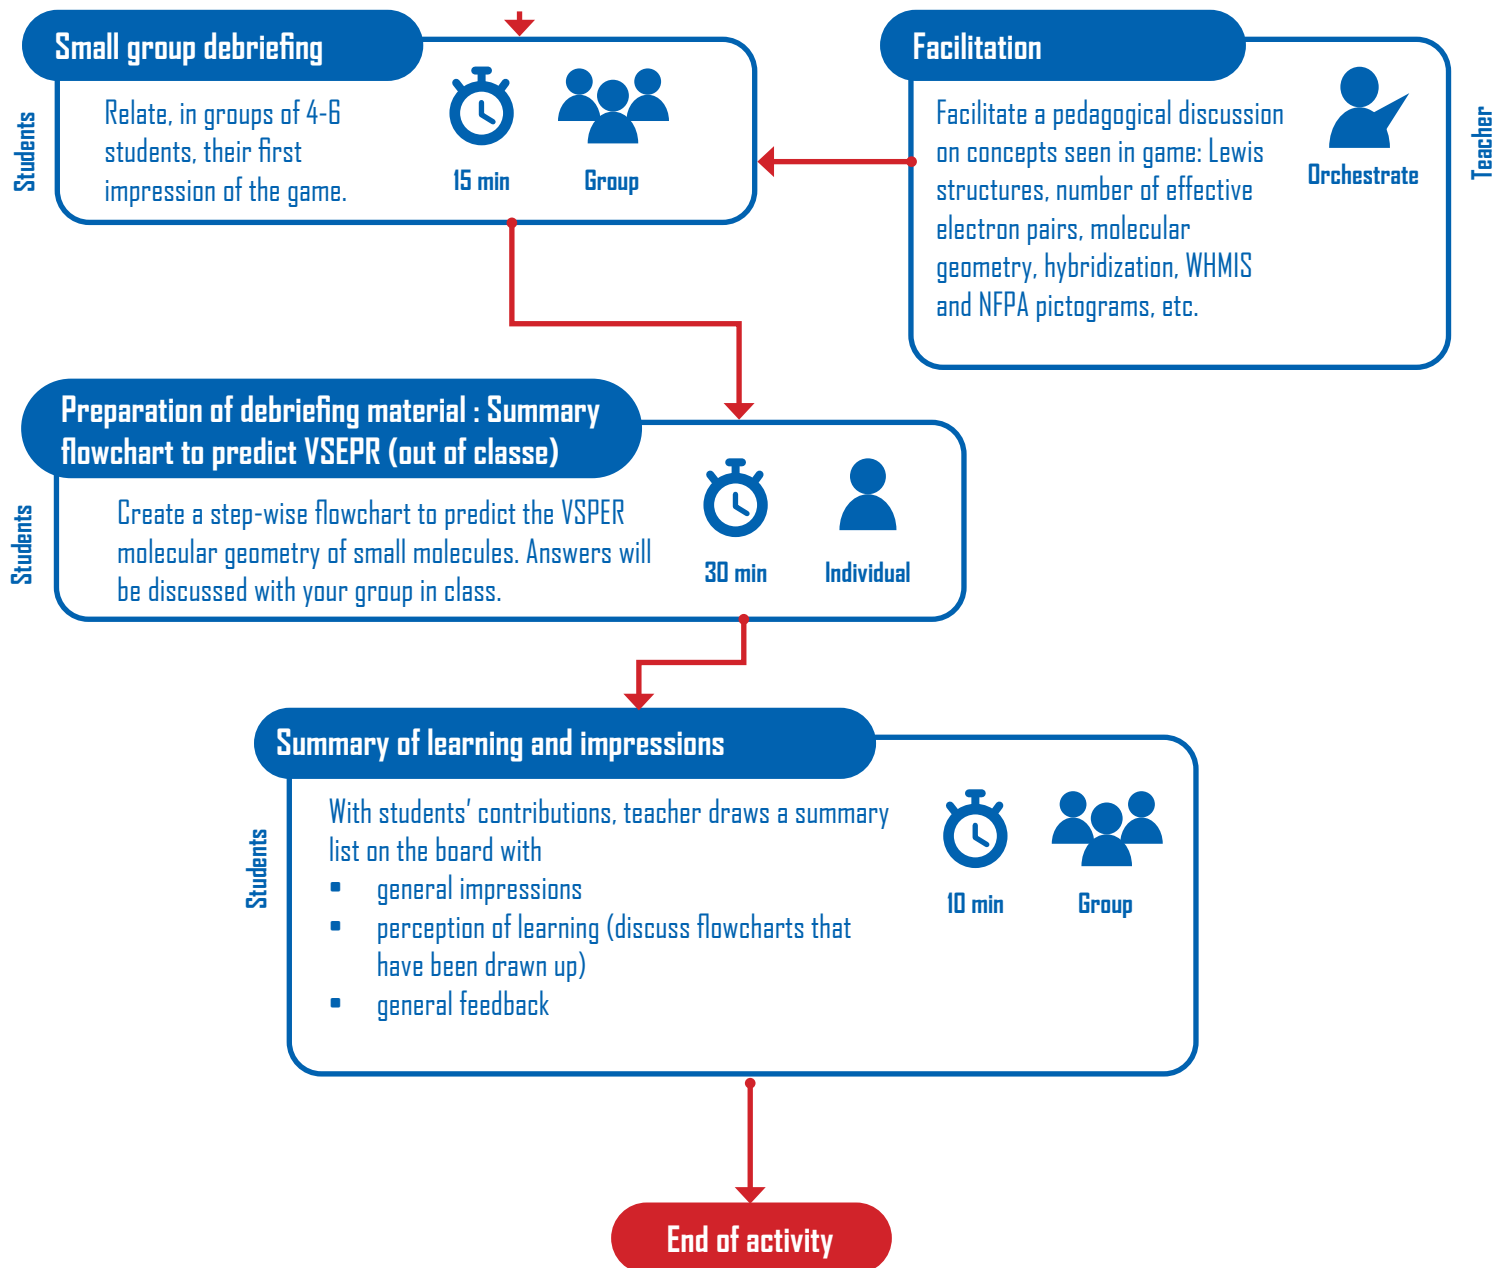 Small group debriefing
Students
Relate, in groups of 4-6
students, their first
impression of the game.
15 min
Group
Facilitation
Facilitate a pedagogical discussion
on concepts seen in game: Lewis
structures, number of effective
electron pairs, molecular
geometry, hybridization, WHMIS
and NFPA pictograms, etc.
Orchestrate
Teacher
Preparation of debriefing material : Summary
flowchart to predict VSEPR (out of classe)
Students
Create a step-wise flowchart to predict the VSPER
molecular geometry of small molecules. Answers will
be discussed with your group in class.
30 min
Individual
Summary of learning and impressions
Students
With students' contributions, teacher draws a summary
list on the board with
▪ general impressions
▪ perception of learning (discuss flowcharts that
have been drawn up)
▪ general feedback
10 min
Group
End of activity